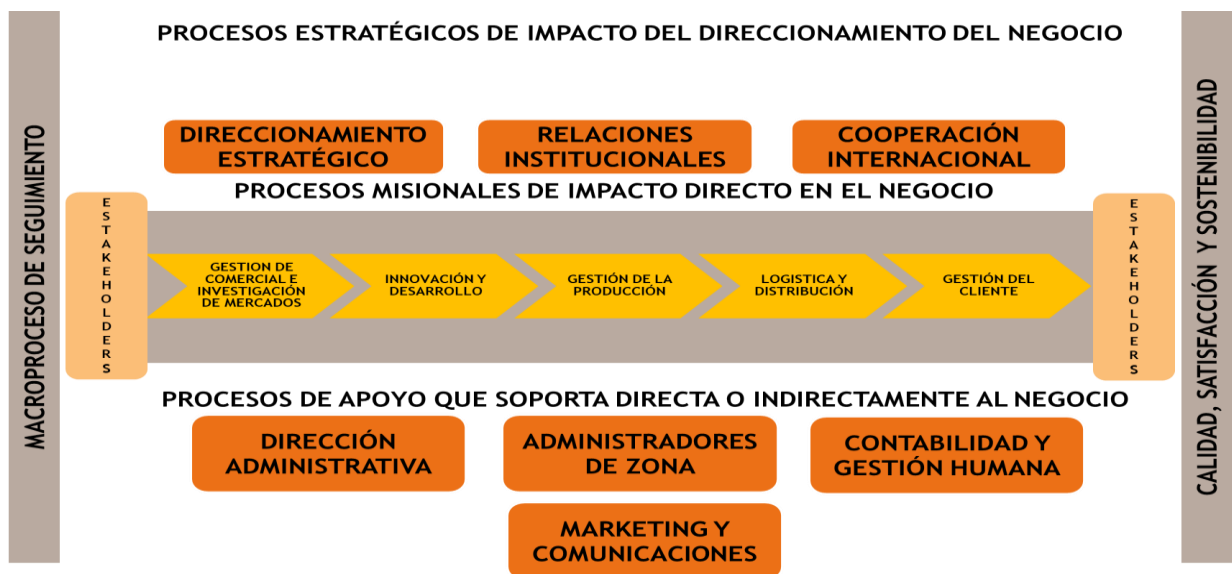 PROCESOS ESTRATÉGICOS DE IMPACTO DEL DIRECCIONAMIENTO DEL NEGOCIO
MACROPROCESO DE SEGUIMIENTO
DIRECCIONAMIENTO
ESTRATÉGICO
RELACIONES
INSTITUCIONALES
COOPERACIÓN
INTERNACIONAL
PROCESOS MISIONALES DE IMPACTO DIRECTO EN EL NEGOCIO
ESTAKEHOLDERS
GESTION DE
COMERCIAL E
INVESTIGACIÓN
DE MERCADOS
INNOVACIÓN Y
DESARROLLO
GESTIÓN DE LA
PRODUCCIÓN
LOGISTICA Y
DISTRIBUCIÓN
GESTIÓN DEL
CLIENTE
ESTAKEHOLDERS
PROCESOS DE APOYO QUE SOPORTA DIRECTA O INDIRECTAMENTE AL NEGOCIO
DIRECCIÓN
ADMINISTRATIVA
ADMINISTRADORES
DE ZONA
CONTABILIDAD Y
GESTIÓN HUMANA
MARKETING Y
COMUNICACIONES
CALIDAD, SATISFACCIÓN Y SOSTENIBILIDAD